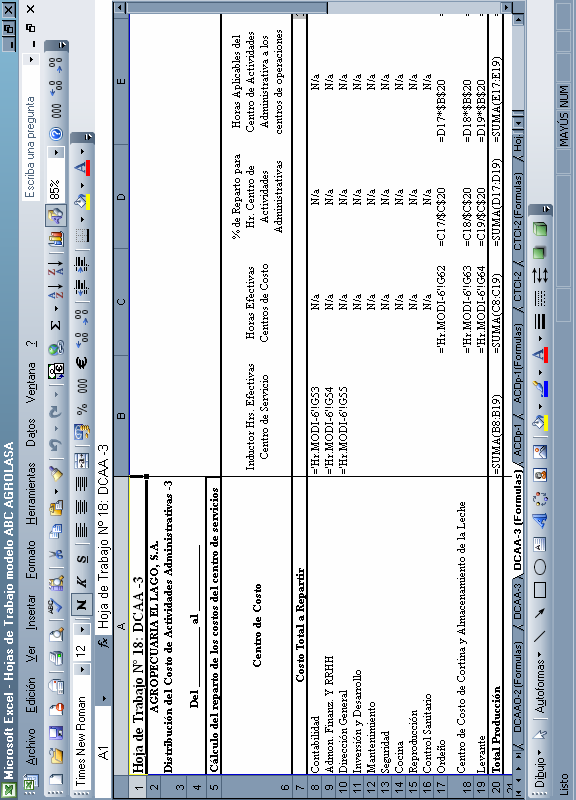 Microsoft Excel - Hojas de Trabajo modelo ABC AGROLASA
Archivo Edición Ver Insertar Formato Herramientas Datos Ventana ?
Escriba una pregunta
85%
Times New Roman 12 N K S % 000 €
A1 fx Hoja de Trabajo Nº 18: DCAA -3
A B C D E
1 Hoja de Trabajo Nº 18: DCAA -3
2 AGROPECUARIA EL LAGO, S.A.
3 Distribución del Costo de Actividades Administrativas -3
4 Del ________ al ________
5 Cálculo del reparto de los costos del centro de servicios
6 Centro de Costo
Inductor Hrs. Efectivas
Centro de Servicio
Horas Efectivas
Centros de Costo
% de Reparto para
Hr. Centro de
Actividades
Administrativas
Horas Aplicables del
Centro de Actividades
Administrativa a los
centros de operaciones
7 Costo Total a Repartir
8 Contabilidad ='Hr.MODI-6'!G53 N/a N/a N/a
9 Admon. Finanz. Y RRHH ='Hr.MODI-6'!G54 N/a N/a N/a
10 Dirección General ='Hr.MODI-6'!G55 N/a N/a N/a
11 Inversión y Desarrollo N/a N/a N/a
12 Mantenimiento N/a N/a N/a
13 Seguridad N/a N/a N/a
14 Cocina N/a N/a N/a
15 Reproducción N/a N/a N/a
16 Control Sanitario N/a N/a N/a
17 Ordeño ='Hr.MODI-6'!G62 =C17/$C$20 =D17*$B$20
18 Centro de Costo de Cortina y Almacenamiento de la Leche ='Hr.MODI-6'!G63 =C18/$C$20 =D18*$B$20
19 Levante ='Hr.MODI-6'!G64 =C19/$C$20 =D19*$B$20
20 Total Producción =SUMA(B8:B19) =SUMA(C8:C19) =SUMA(D17:D19) =SUMA(E17:E19)
21
DCAAO-2 (Formulas) DCAA-3 DCAA-3 (Formulas) ACDp-1 ACDp-1 (Formulas) CTCI-2 CTCI-2 (Formulas)
Dibujo Autoformas
Listo MAYÚS NUM